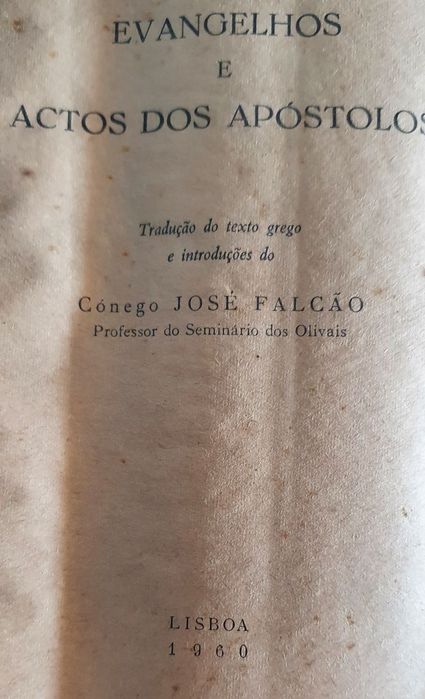 EVANGELHOS
E
ACTOS DOS APÓSTOLOS
Tradução do texto grego
e introduções do
Cónego JOSÉ FALCÃO
Professor do Seminário dos Olivais
LISBOA
1960